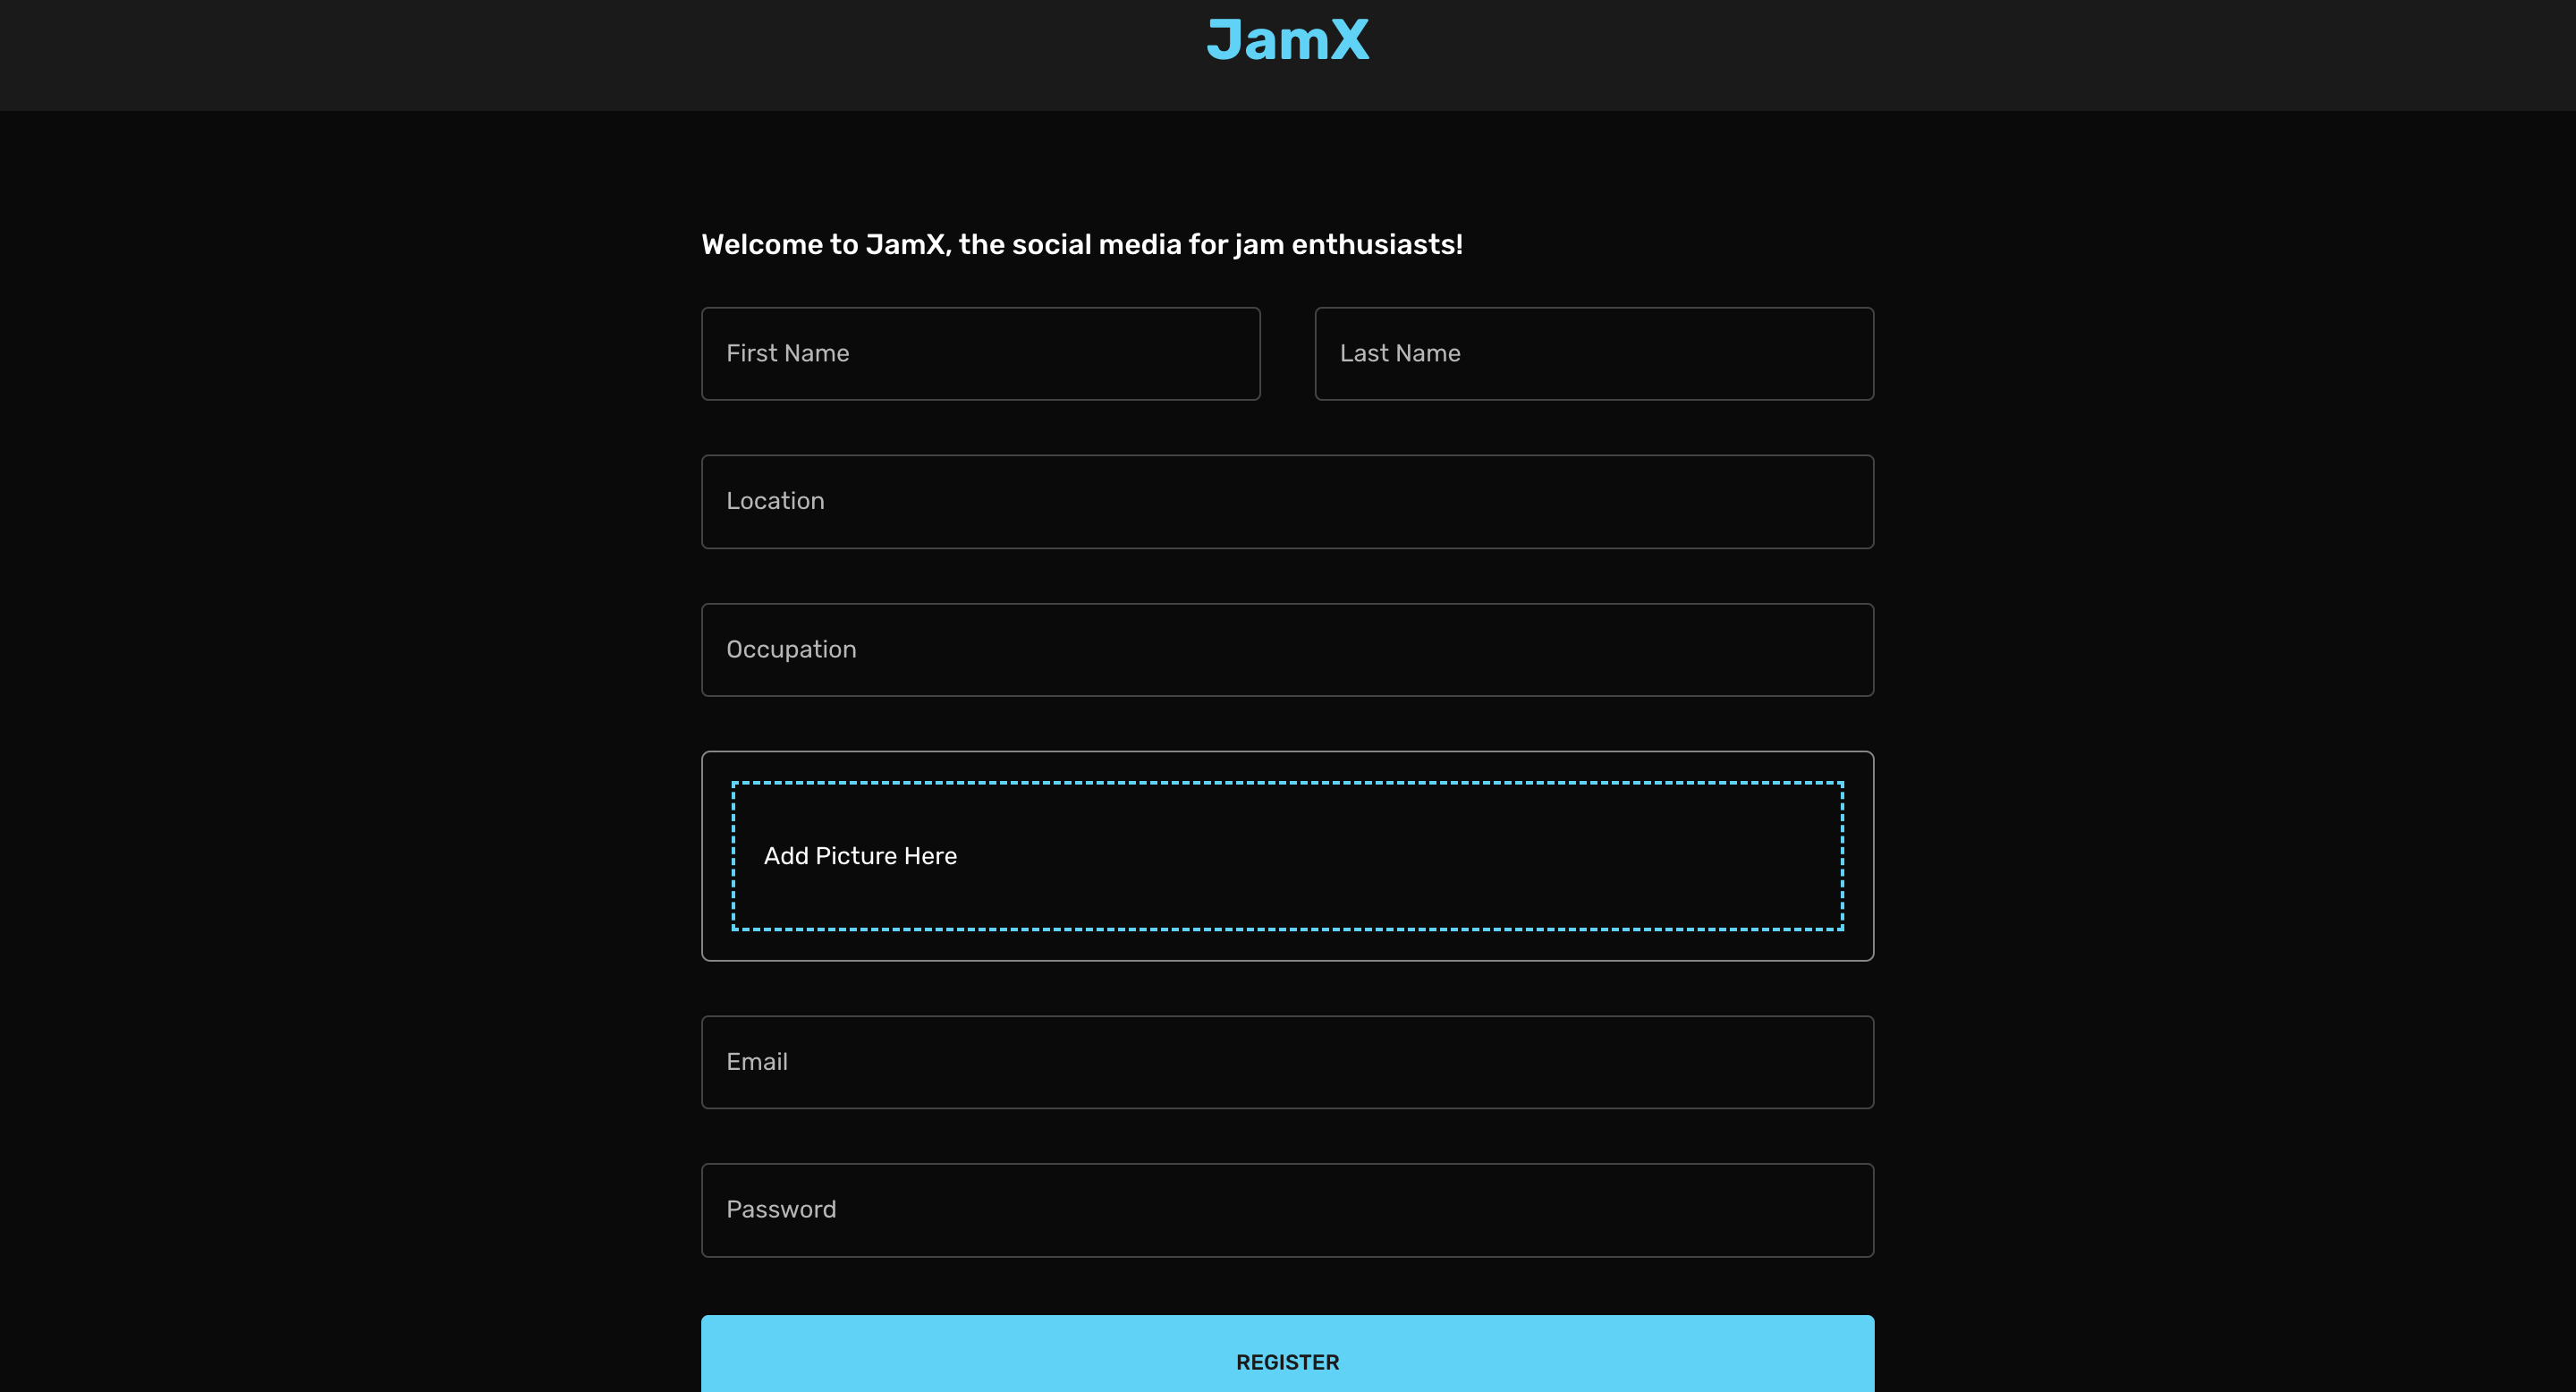 JamX
Welcome to JamX, the social media for jam enthusiasts!
First Name
Last Name
Location
Occupation
Add Picture Here
Email
Password
REGISTER